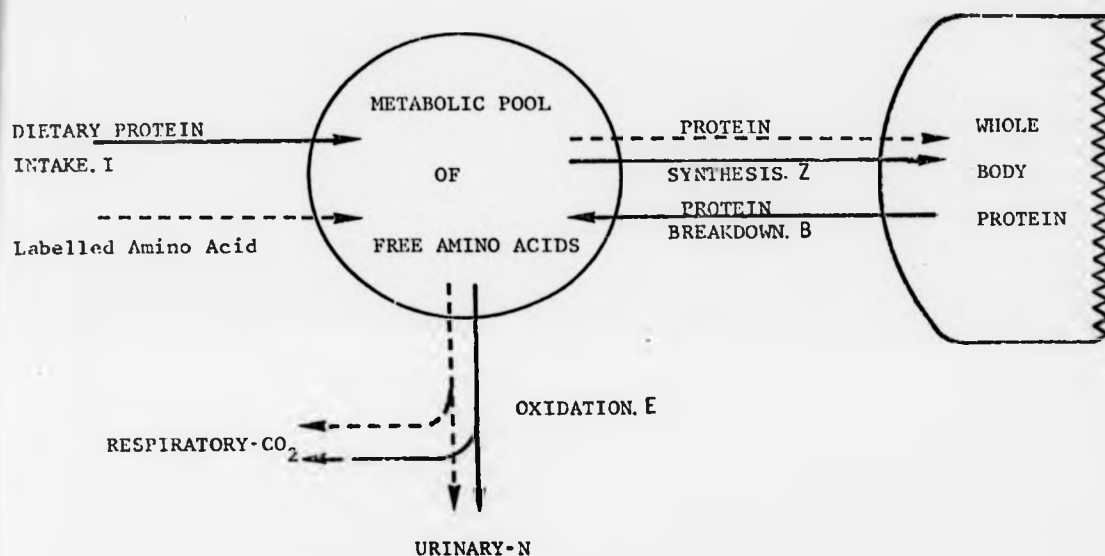 METABOLIC POOL
OF
FREE AMINO ACIDS
DIETARY PROTEIN
INTAKE. I
Labelled Amino Acid
PROTEIN
SYNTHESIS. Z
PROTEIN
BREAKDOWN. B
WHOLE
BODY
PROTEIN
OXIDATION. E
RESPIRATORY-CO2
URINARY-N